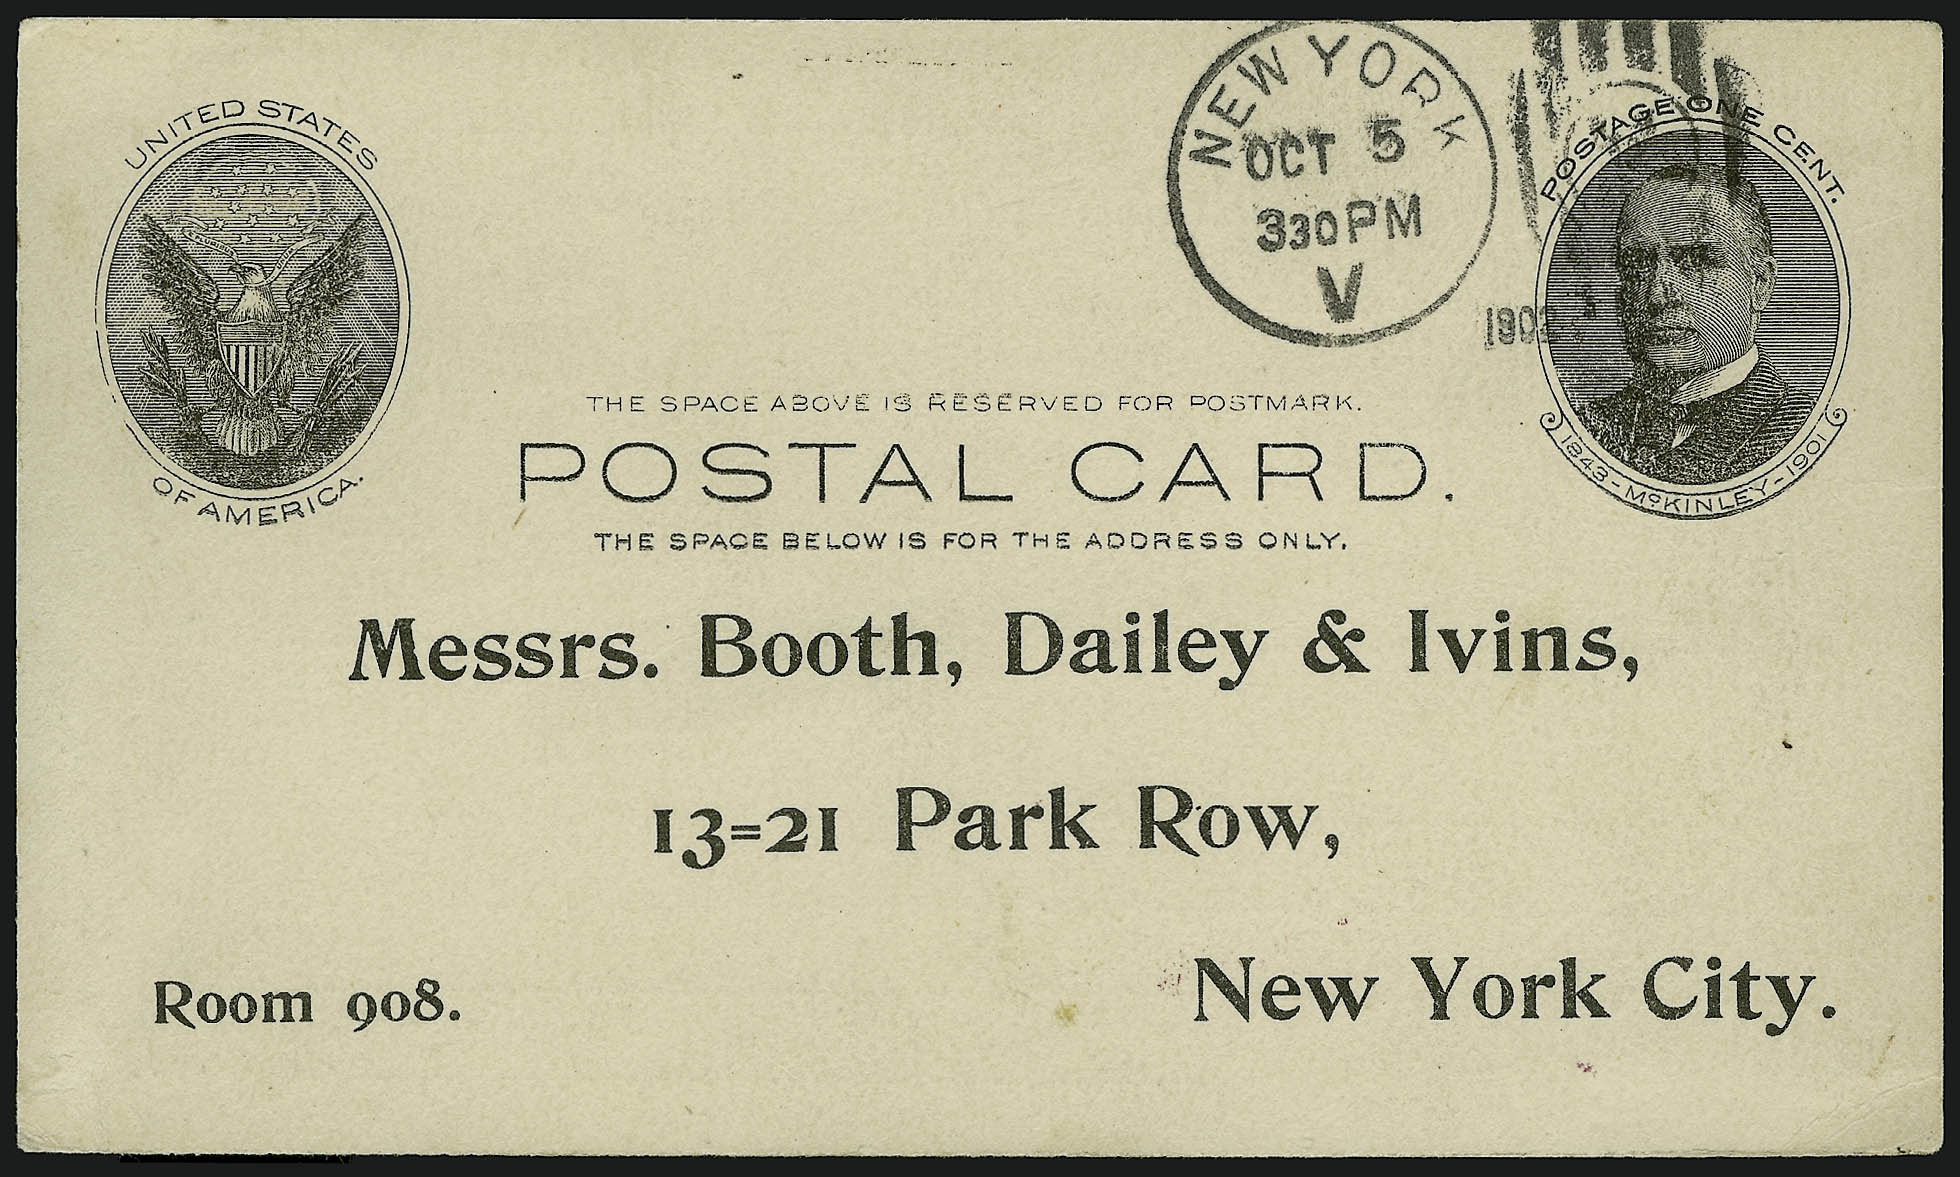 UNITED STATES
OF AMERICA.
NEW YORK
OCT 5
330PM
V
POSTAGE ONE CENT.
1843-McKINLEY-1901
THE SPACE ABOVE IS RESERVED FOR POSTMARK.
POSTAL CARD.
THE SPACE BELOW IS FOR THE ADDRESS ONLY.
Messrs. Booth, Dailey & Ivins,
13=21 Park Row,
Room 908.
New York City.